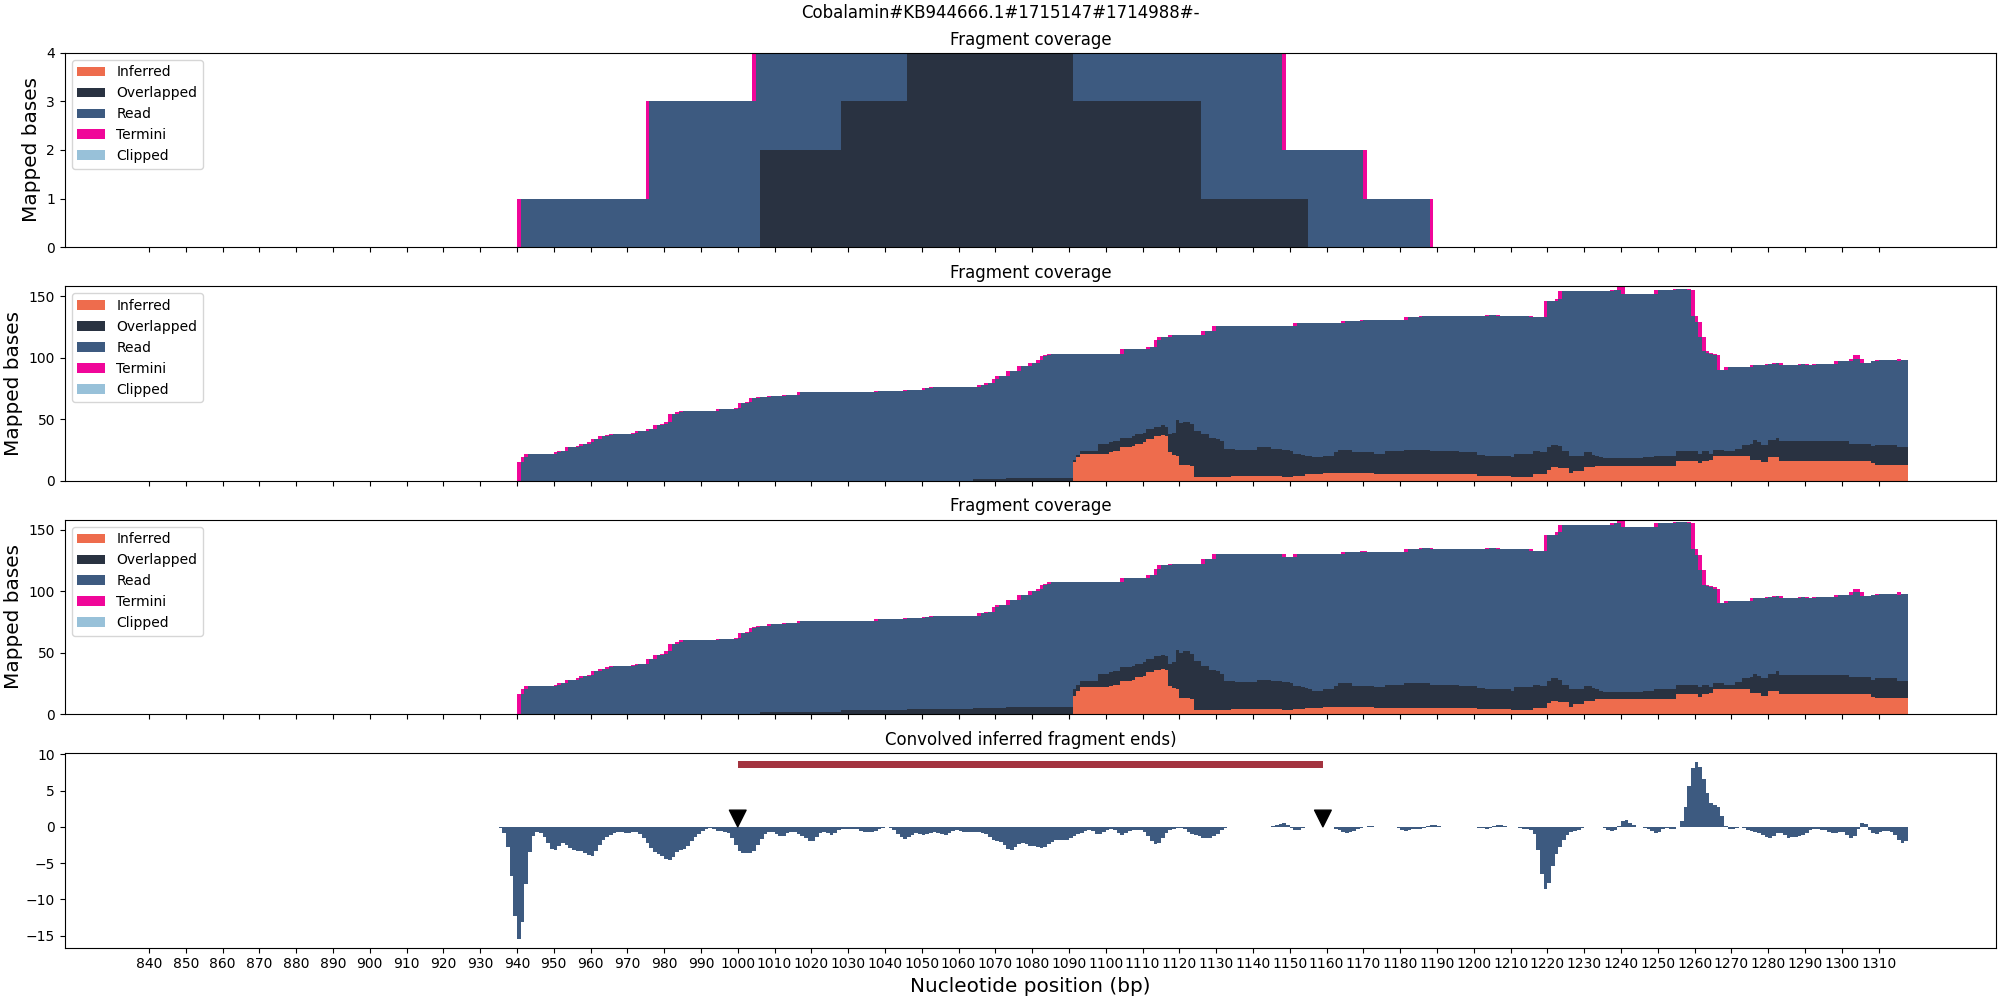 Cobalamin#KB944666.1#1715147#1714988#-
Fragment coverage
Mapped bases
4
3
2
1
0
Inferred
Overlapped
Read
Termini
Clipped
Fragment coverage
Mapped bases
150
100
50
0
Inferred
Overlapped
Read
Termini
Clipped
Fragment coverage
Mapped bases
150
100
50
0
Inferred
Overlapped
Read
Termini
Clipped
Convolved inferred fragment ends)
10
5
0
−5
−10
−15
840 850 860 870 880 890 900 910 920 930 940 950 960 970 980 990 1000 1010 1020 1030 1040 1050 1060 1070 1080 1090 1100 1110 1120 1130 1140 1150 1160 1170 1180 1190 1200 1210 1220 1230 1240 1250 1260 1270 1280 1290 1300 1310
Nucleotide position (bp)